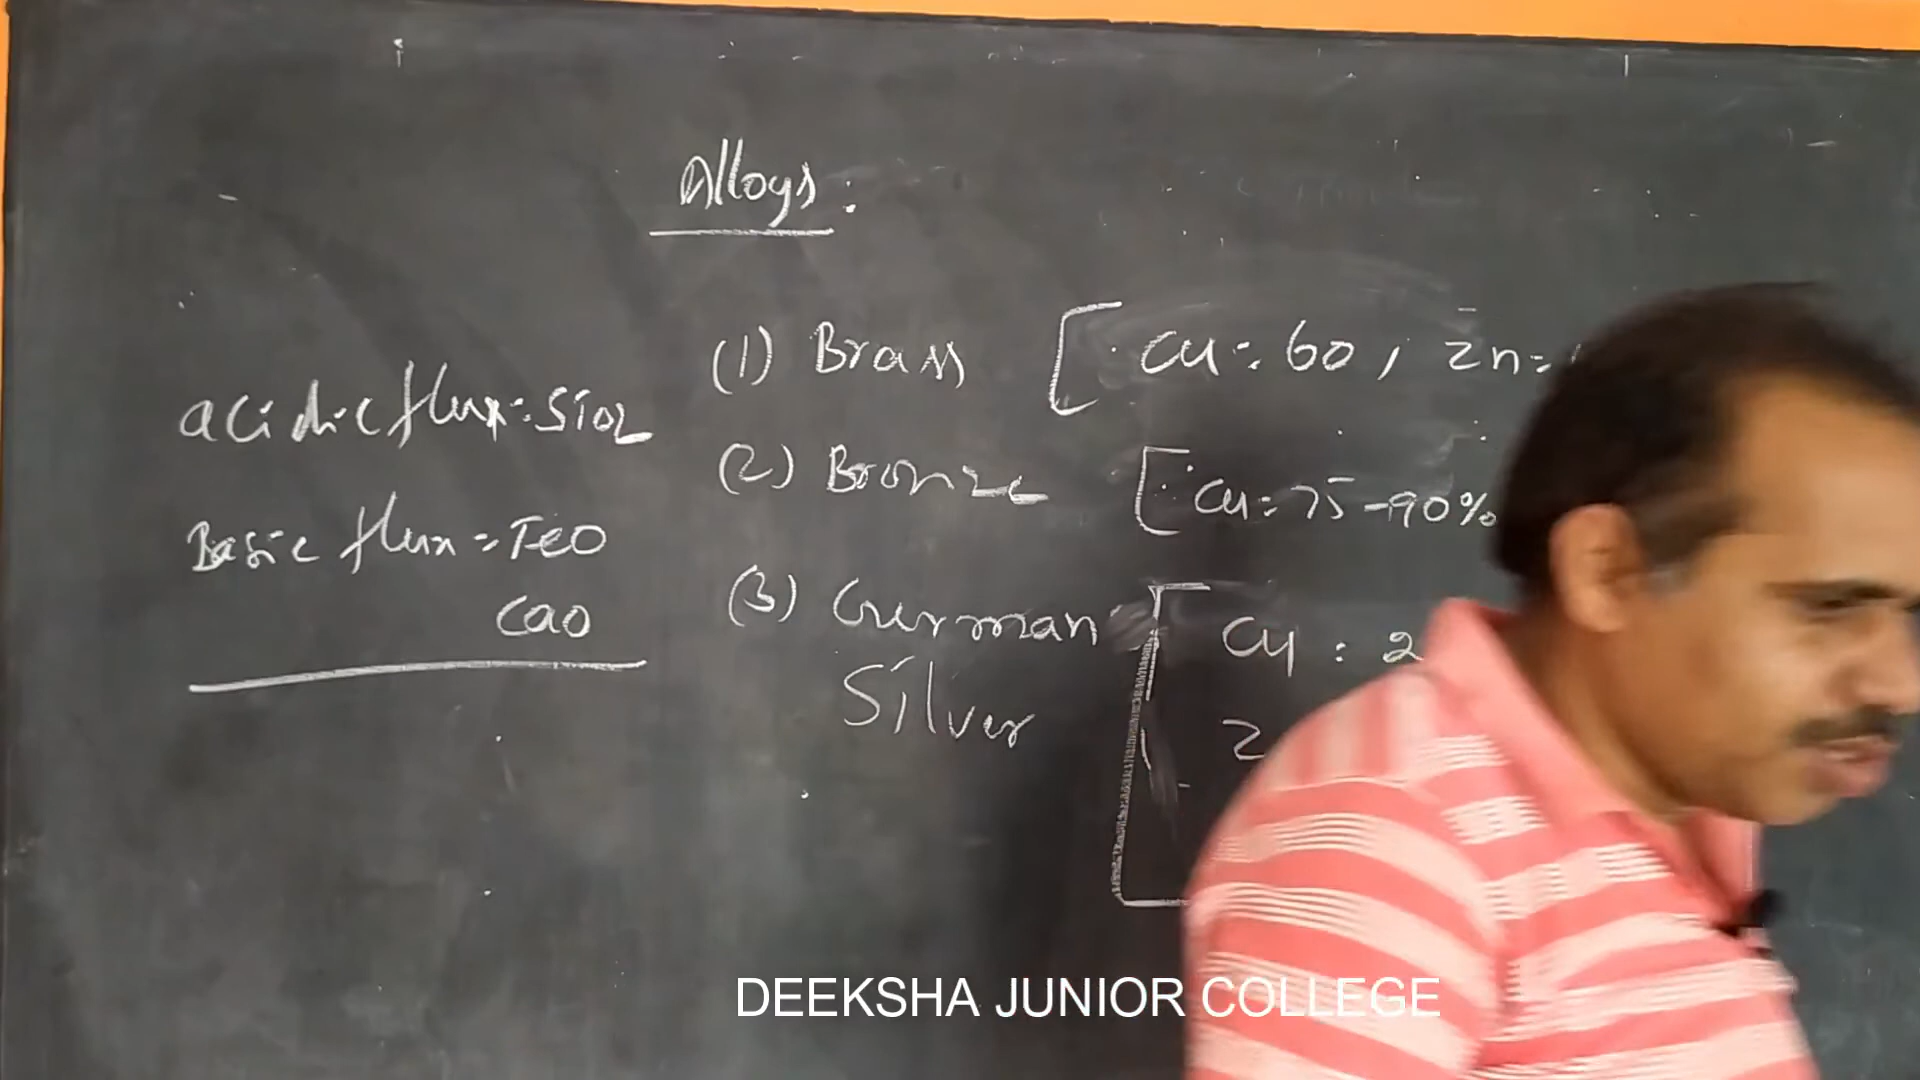 Alloys :
acidic flux = SiO2
Basic flux = FeO
CaO
(1) Brass [ Cu = 60 , Zn =
(2) Bronze [ Cu = 75 - 90%
(3) German Silver [ Cu : 2
Z
DEEKSHA JUNIOR COLLEGE